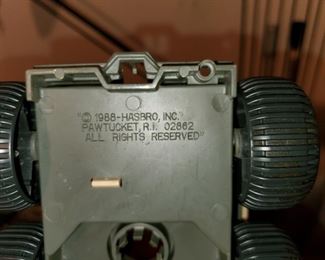 "© 1988-HASBRO, INC."
PAWTUCKET, R.I. 02862
ALL RIGHTS RESERVED"